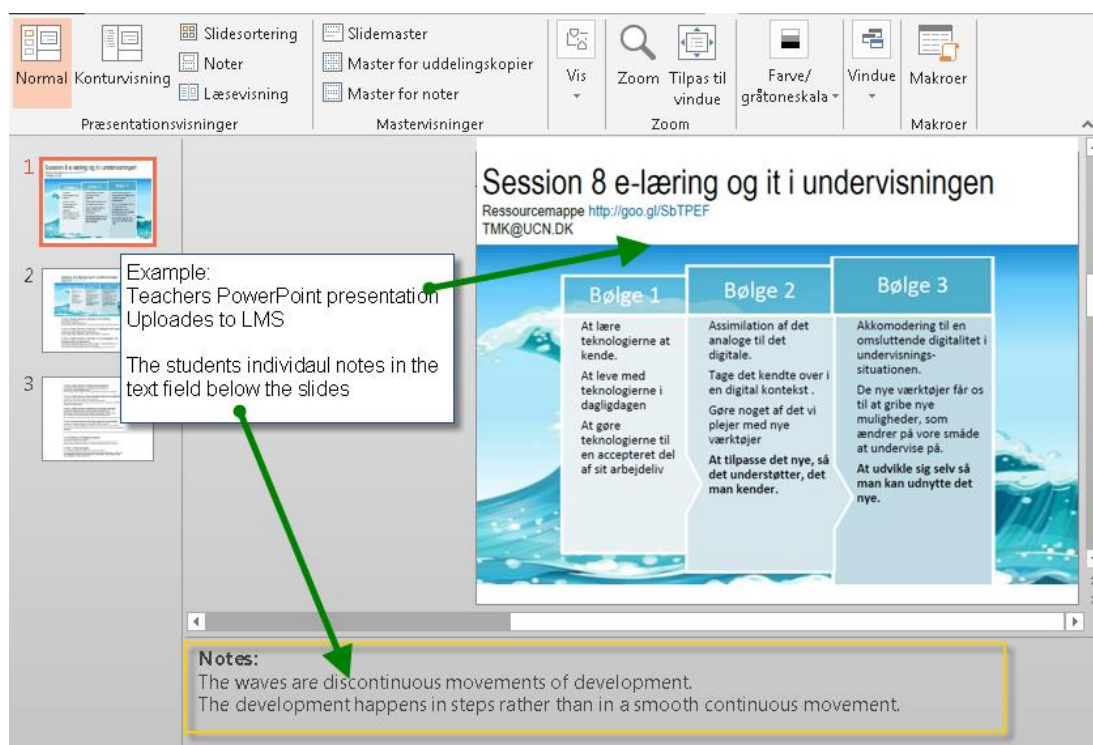 Normal
Konturvisning
Slidesortering
Noter
Læsevisning
Præsentationsvisninger
Slidemaster
Master for uddelingskopier
Master for noter
Mastervisninger
Vis
Zoom
Tilpas til
vindue
Zoom
Farve/
gråtoneskala
Vindue
Makroer
Makroer
1
Session 8 e-læring og it i undervisningen
2
3
Example:
Teachers PowerPoint presentation
Uploades to LMS
The students individaul notes in the
text field below the slides
Session 8 e-læring og it i undervisningen
Ressourcemappe http://goo.gl/SbTPEF
TMK@UCN.DK
Bølge 1
At lære
teknologierne at
kende.
At leve med
teknologierne i
dagligdagen
At gøre
teknologierne til
en accepteret del
af sit arbejdeliv
Bølge 2
Assimilation af det
analoge til det
digitale.
Tage det kendte over i
en digital kontekst .
Gøre noget af det vi
plejer med nye
værktøjer
At tilpasse det nye, så
det understøtter, det
man kender.
Bølge 3
Akkomodering til en
omsluttende digitalitet i
undervisnings-
situationen.
De nye værktøjer får os
til at gribe nye
muligheder, som
ændrer på vore småde
at undervise på.
At udvikle sig selv så
man kan udnytte det
nye.
Notes:
The waves are discontinuous movements of development.
The development happens in steps rather than in a smooth continuous movement.